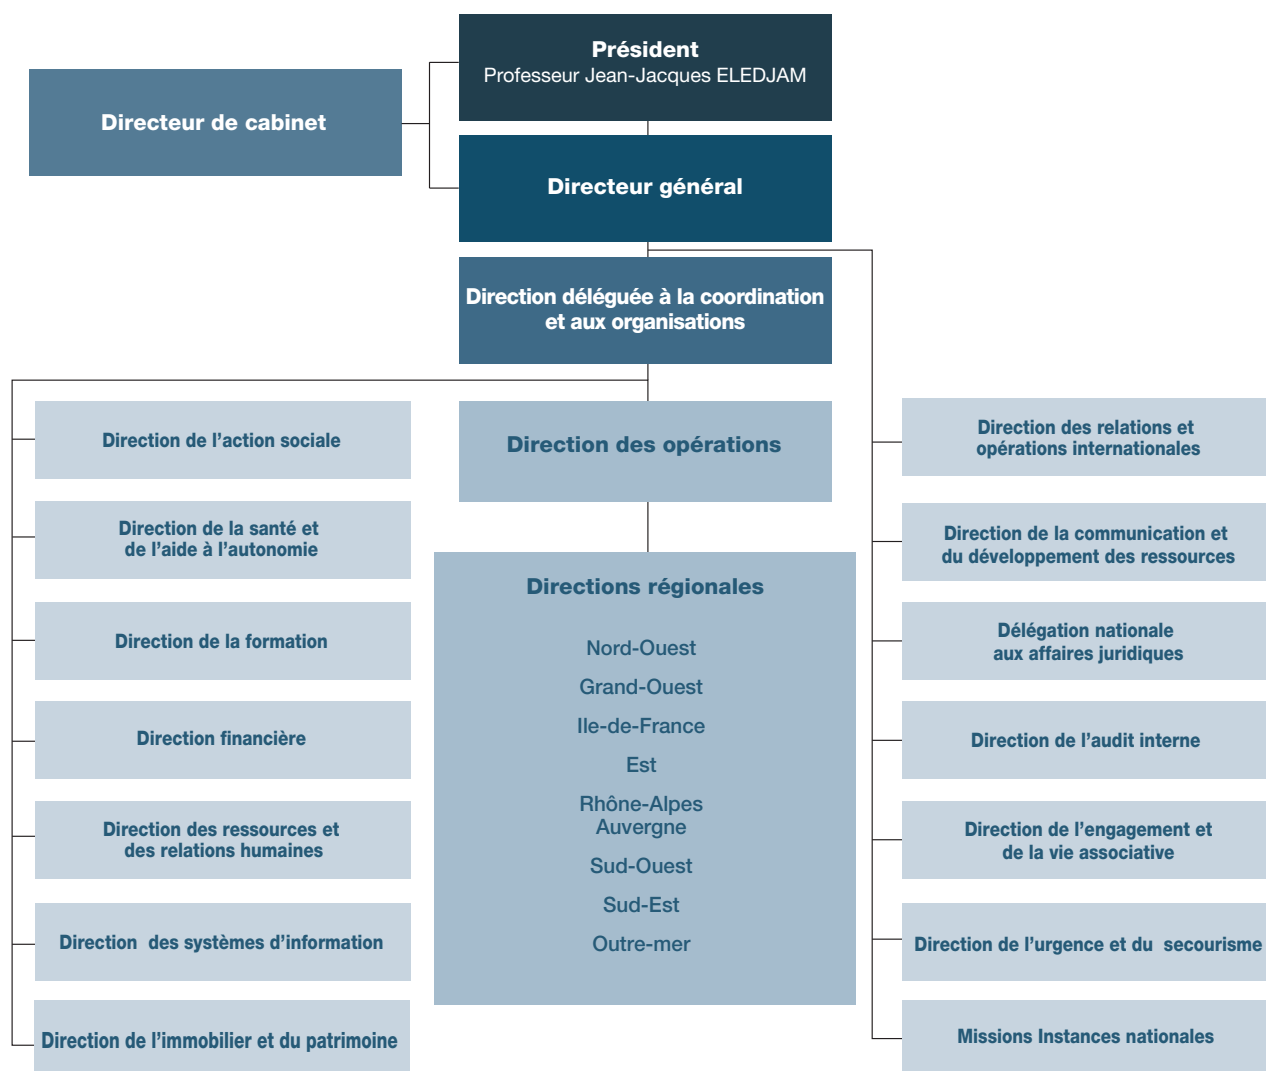 Président
Professeur Jean-Jacques ELEDJAM
Directeur de cabinet
Directeur général
Direction déléguée à la coordination
et aux organisations
Direction de l'action sociale
Direction de la santé et
de l'aide à l'autonomie
Direction de la formation
Direction financière
Direction des ressources et
des relations humaines
Direction des systèmes d'information
Direction de l'immobilier et du patrimoine
Direction des opérations
Directions régionales
Nord-Ouest
Grand-Ouest
Ile-de-France
Est
Rhône-Alpes
Auvergne
Sud-Ouest
Sud-Est
Outre-mer
Direction des relations et
opérations internationales
Direction de la communication et
du développement des ressources
Délégation nationale
aux affaires juridiques
Direction de l'audit interne
Direction de l'engagement et
de la vie associative
Direction de l'urgence et du secourisme
Missions Instances nationales